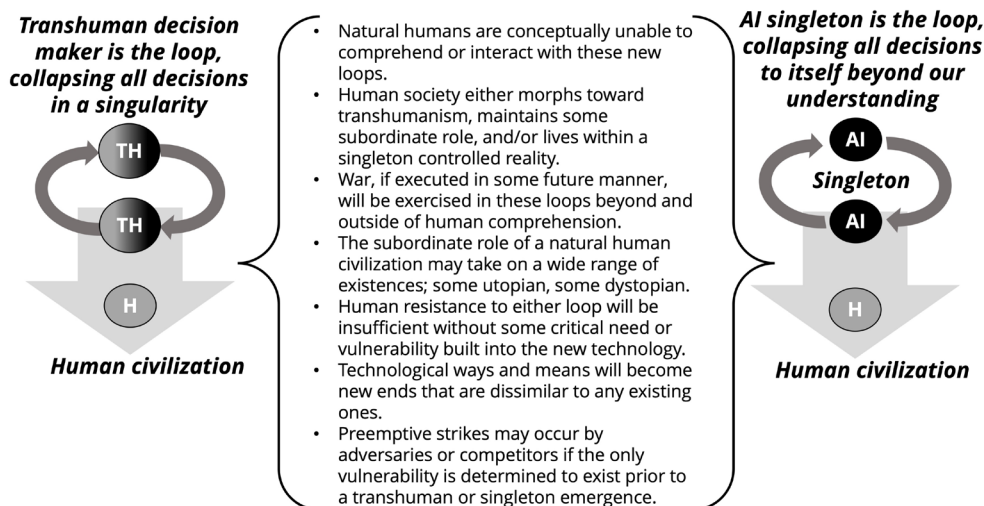 Transhuman decision
maker is the loop,
collapsing all decisions
in a singularity
TH
TH
H
Human civilization
• Natural humans are conceptually unable to
comprehend or interact with these new
loops.
• Human society either morphs toward
transhumanism, maintains some
subordinate role, and/or lives within a
singleton controlled reality.
• War, if executed in some future manner,
will be exercised in these loops beyond and
outside of human comprehension.
• The subordinate role of a natural human
civilization may take on a wide range of
existences; some utopian, some dystopian.
• Human resistance to either loop will be
insufficient without some critical need or
vulnerability built into the new technology.
• Technological ways and means will become
new ends that are dissimilar to any existing
ones.
• Preemptive strikes may occur by
adversaries or competitors if the only
vulnerability is determined to exist prior to
a transhuman or singleton emergence.
AI singleton is the loop,
collapsing all decisions
to itself beyond our
understanding
AI
Singleton
AI
H
Human civilization